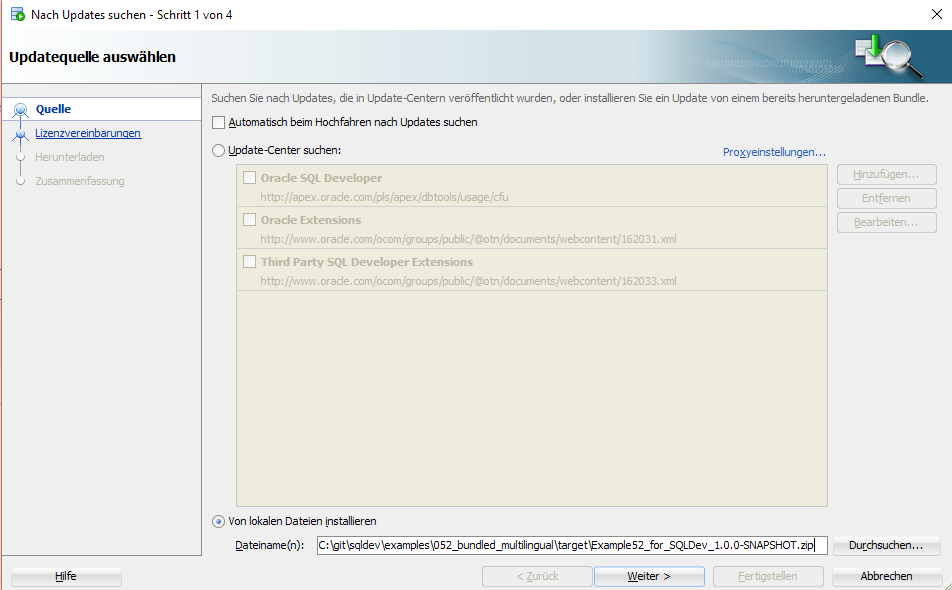 Nach Updates suchen - Schritt 1 von 4
Updatequelle auswählen
Quelle
Lizenzvereinbarungen
Herunterladen
Zusammenfassung
Suchen Sie nach Updates, die in Update-Centern veröffentlicht wurden, oder installieren Sie ein Update von einem bereits heruntergeladenen Bundle.
Automatisch beim Hochfahren nach Updates suchen
Update-Center suchen:
Proxyeinstellungen...
Oracle SQL Developer
http://apex.oracle.com/pls/apex/dbtools/usage/cfu
Oracle Extensions
http://www.oracle.com/ocom/groups/public/@otn/documents/webcontent/162031.xml
Third Party SQL Developer Extensions
http://www.oracle.com/ocom/groups/public/@otn/documents/webcontent/162033.xml
Hinzufügen...
Entfernen
Bearbeiten...
Von lokalen Dateien installieren
Dateiname(n): C:\git\sqldev\examples\052_bundled_multilingual\target\Example52_for_SQLDev_1.0.0-SNAPSHOT.zip Durchsuchen...
Hilfe < Zurück Weiter > Fertigstellen Abbrechen